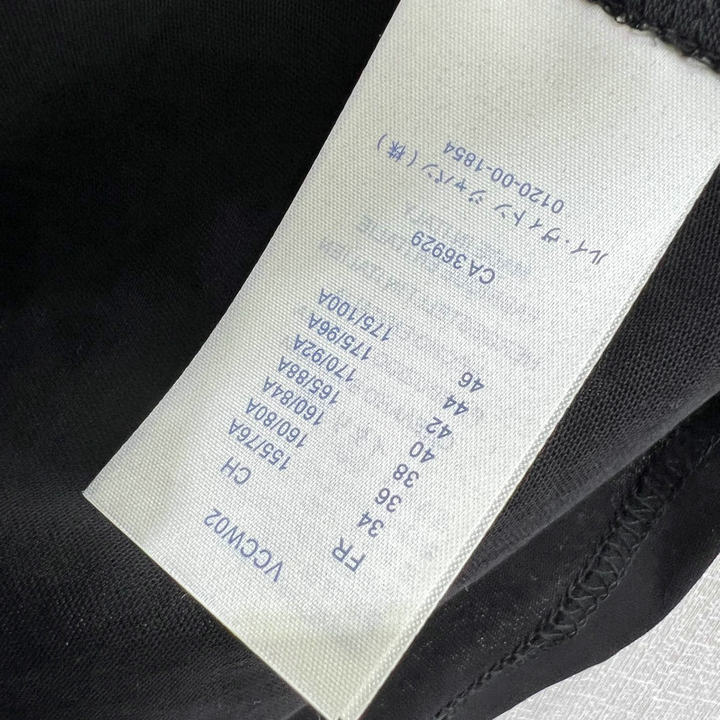 VCCW02
FR CH
34 155/76A
36 160/80A
38 160/84A
40 165/88A
42 170/92A
44 175/96A
46 175/100A
CA36929
ルイ・ヴィトン ジャパン (株)
0120-00-1854